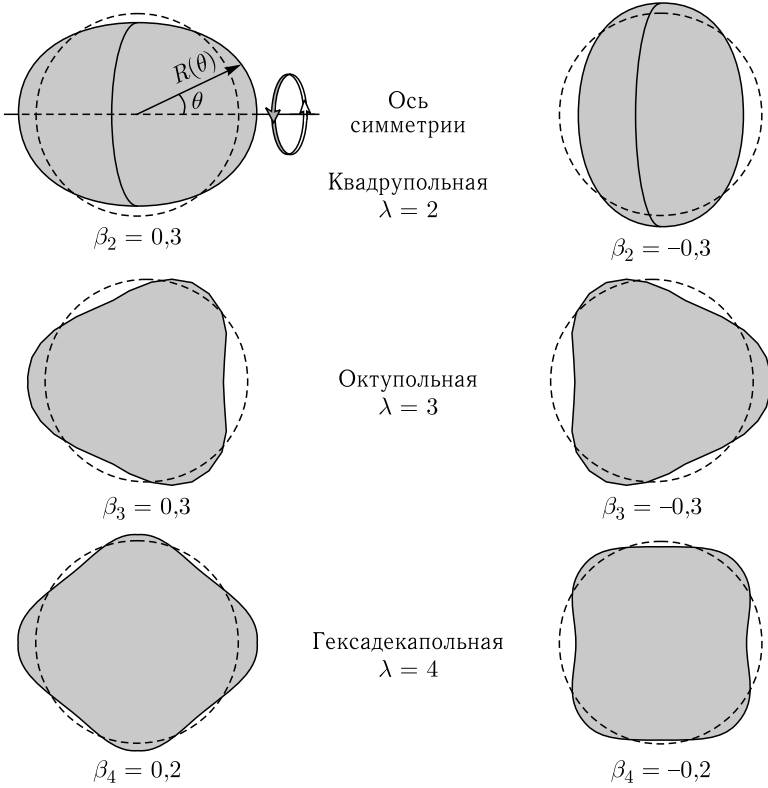 R(θ)
θ
Ось
симметрии
Квадрупольная
λ = 2
β₂ = 0,3
β₂ = –0,3
Октупольная
λ = 3
β₃ = 0,3
β₃ = –0,3
Гексадекапольная
λ = 4
β₄ = 0,2
β₄ = –0,2